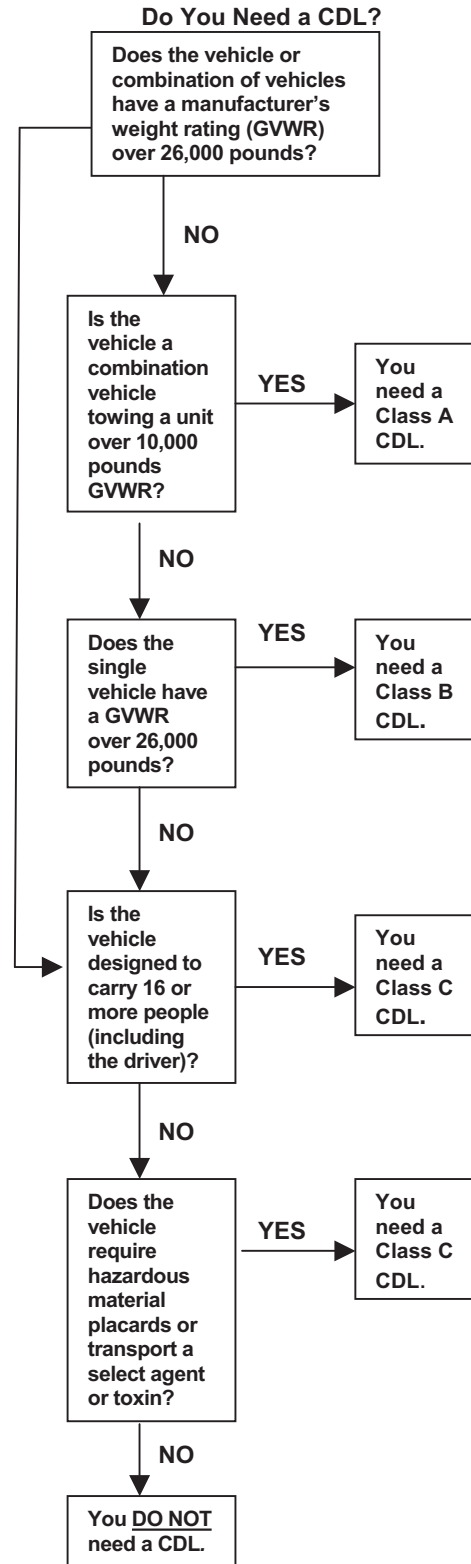 Do You Need a CDL?
Does the vehicle or
combination of vehicles
have a manufacturer's
weight rating (GVWR)
over 26,000 pounds?
NO
Is the
vehicle a
combination
vehicle
towing a unit
over 10,000
pounds
GVWR?
YES
You
need a
Class A
CDL.
NO
Does the
single
vehicle have
a GVWR
over 26,000
pounds?
YES
You
need a
Class B
CDL.
NO
Is the
vehicle
designed to
carry 16 or
more people
(including
the driver)?
YES
You
need a
Class C
CDL.
NO
Does the
vehicle
require
hazardous
material
placards or
transport a
select agent
or toxin?
YES
You
need a
Class C
CDL.
NO
You DO NOT
need a CDL.